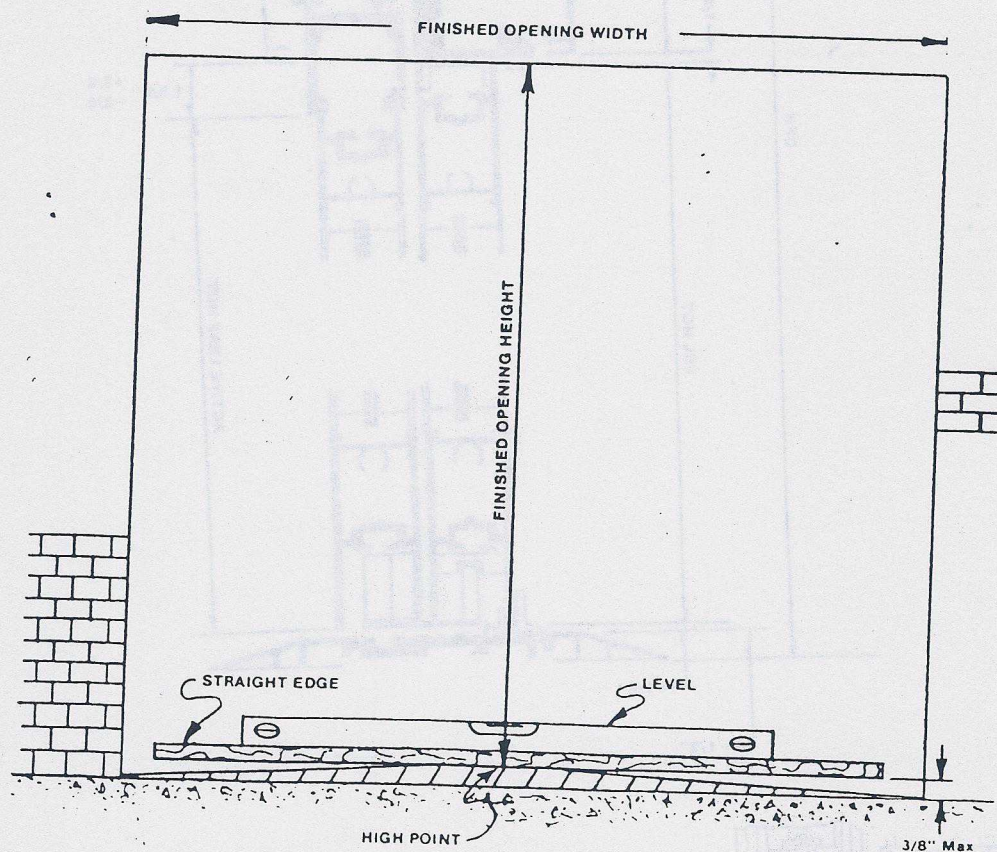 FINISHED OPENING WIDTH
FINISHED OPENING HEIGHT
STRAIGHT EDGE
LEVEL
HIGH POINT
3/8" Max